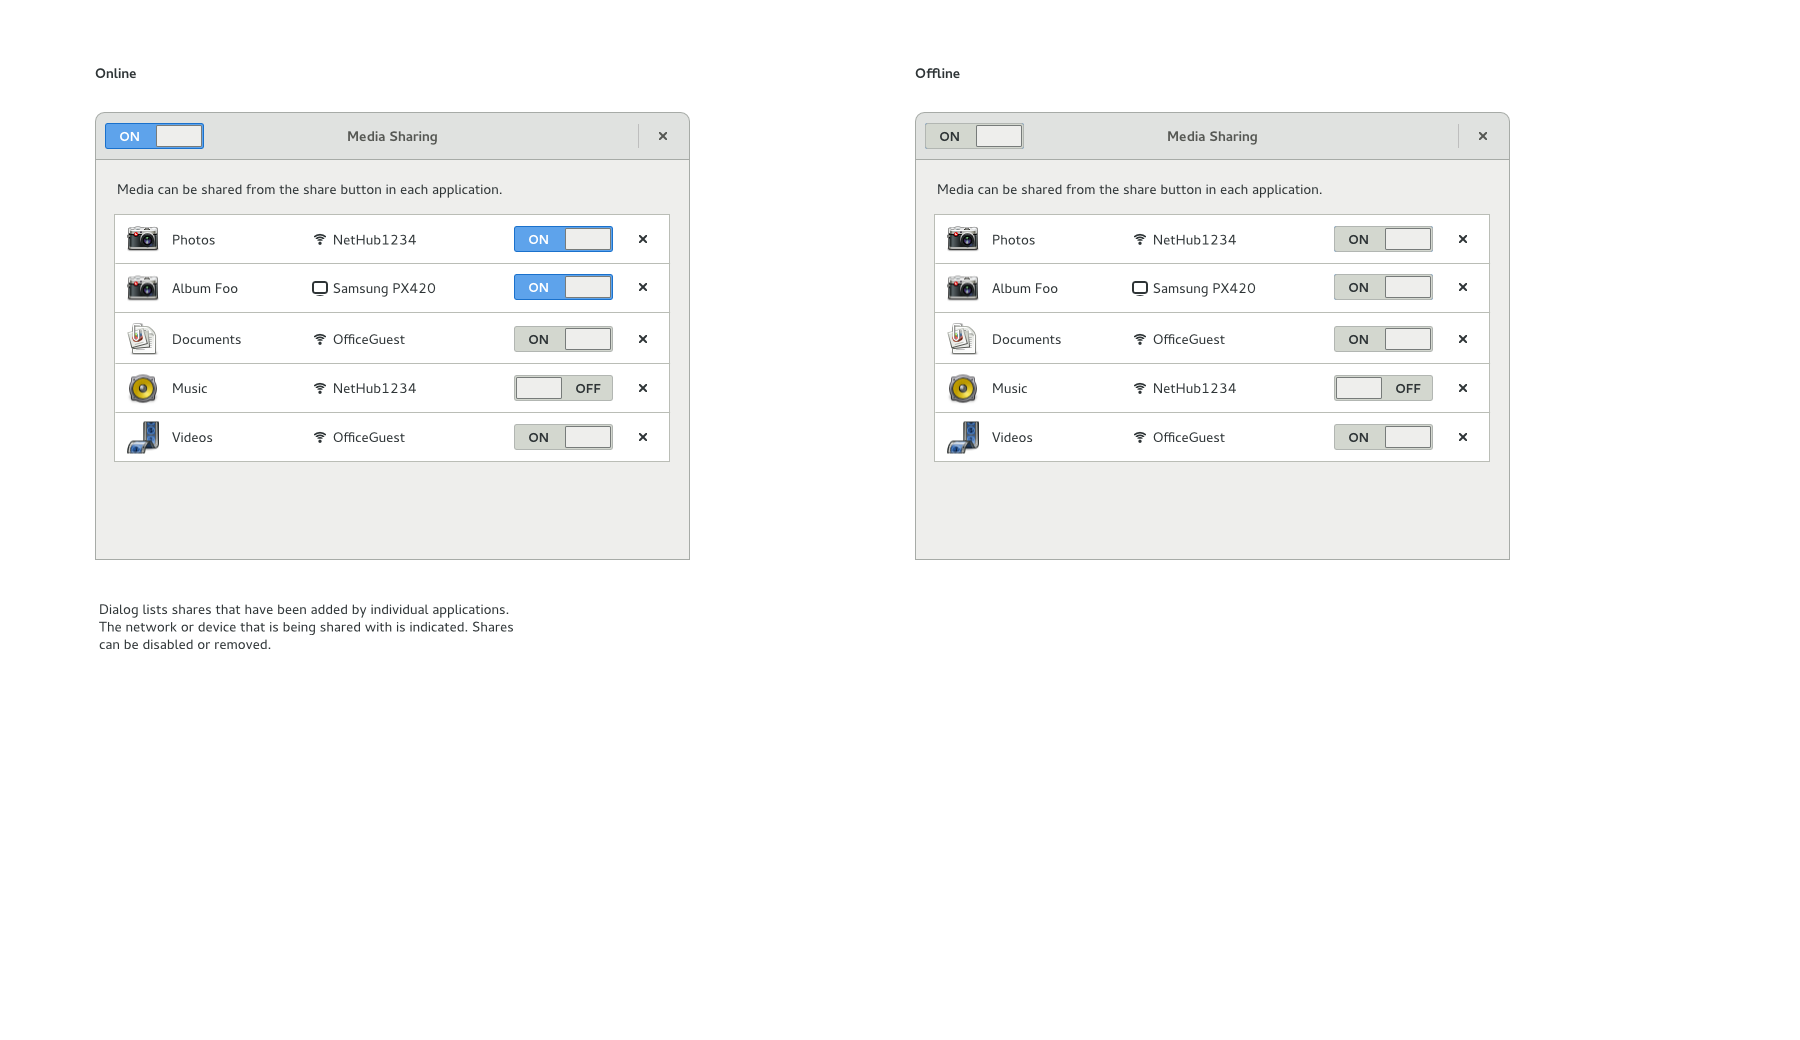 Online
ON Media Sharing
Media can be shared from the share button in each application.
Photos NetHub1234 ON
Album Foo Samsung PX420 ON
Documents OfficeGuest ON
Music NetHub1234 OFF
Videos OfficeGuest ON
Dialog lists shares that have been added by individual applications.
The network or device that is being shared with is indicated. Shares
can be disabled or removed.
Offline
ON Media Sharing
Media can be shared from the share button in each application.
Photos NetHub1234 ON
Album Foo Samsung PX420 ON
Documents OfficeGuest ON
Music NetHub1234 OFF
Videos OfficeGuest ON